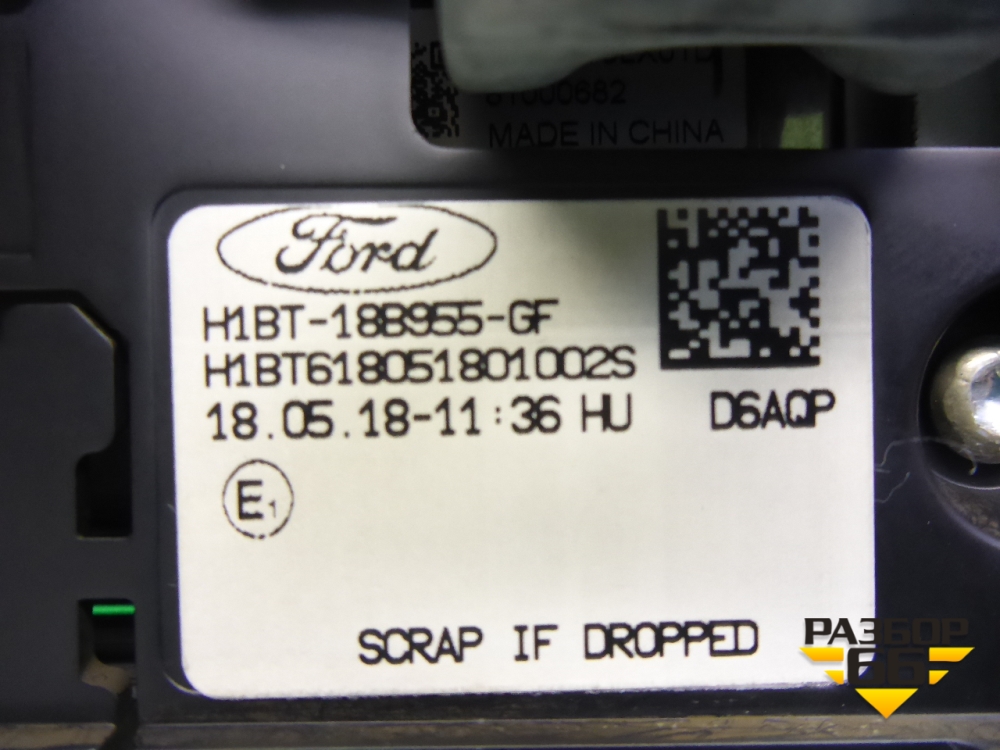 81000682
MADE IN CHINA
Ford
H1BT-18B955-GF
H1BT618051801002S
18.05.18-11:36 HU D6AQP
E1
SCRAP IF DROPPED
РАЗБОР
66